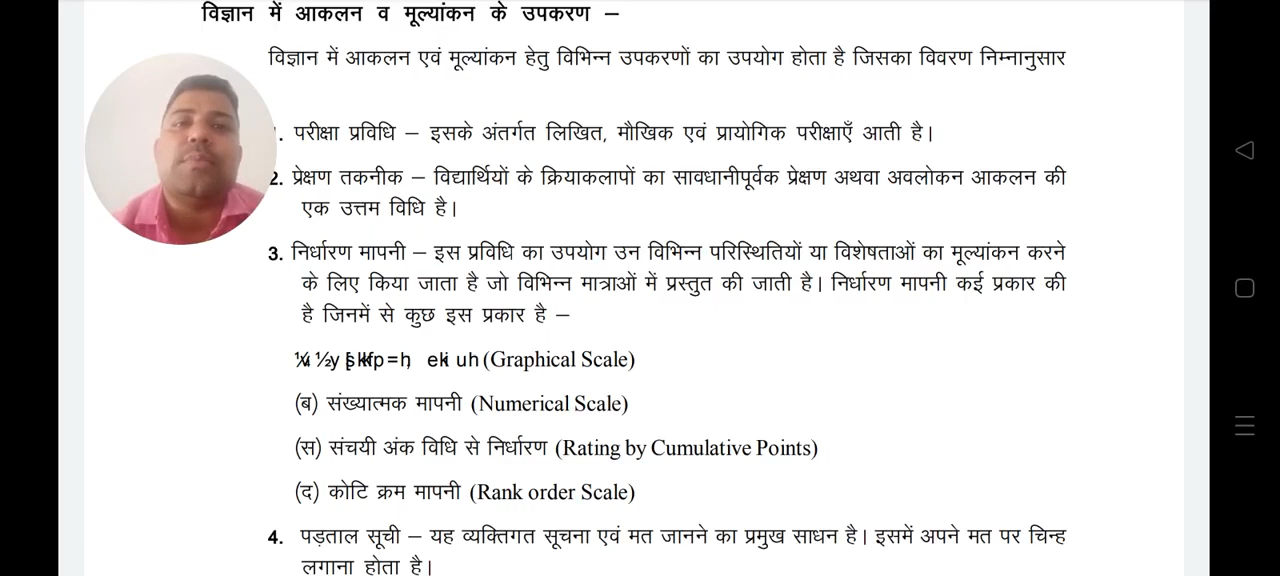 विज्ञान में आकलन व मूल्यांकन के उपकरण –
विज्ञान में आकलन एवं मूल्यांकन हेतु विभिन्न उपकरणों का उपयोग होता है जिसका विवरण निम्नानुसार
1. परीक्षा प्रविधि – इसके अंतर्गत लिखित, मौखिक एवं प्रायोगिक परीक्षाएँ आती है।
2. प्रेक्षण तकनीक – विद्यार्थियों के क्रियाकलापों का सावधानीपूर्वक प्रेक्षण अथवा अवलोकन आकलन की
एक उत्तम विधि है।
3. निर्धारण मापनी – इस प्रविधि का उपयोग उन विभिन्न परिस्थितियों या विशेषताओं का मूल्यांकन करने
के लिए किया जाता है जो विभिन्न मात्राओं में प्रस्तुत की जाती है। निर्धारण मापनी कई प्रकार की
है जिनमें से कुछ इस प्रकार है –
(Graphical Scale)
(ब) संख्यात्मक मापनी (Numerical Scale)
(स) संचयी अंक विधि से निर्धारण (Rating by Cumulative Points)
(द) कोटि क्रम मापनी (Rank order Scale)
4. पड़ताल सूची – यह व्यक्तिगत सूचना एवं मत जानने का प्रमुख साधन है। इसमें अपने मत पर चिन्ह
लगाना होता है।